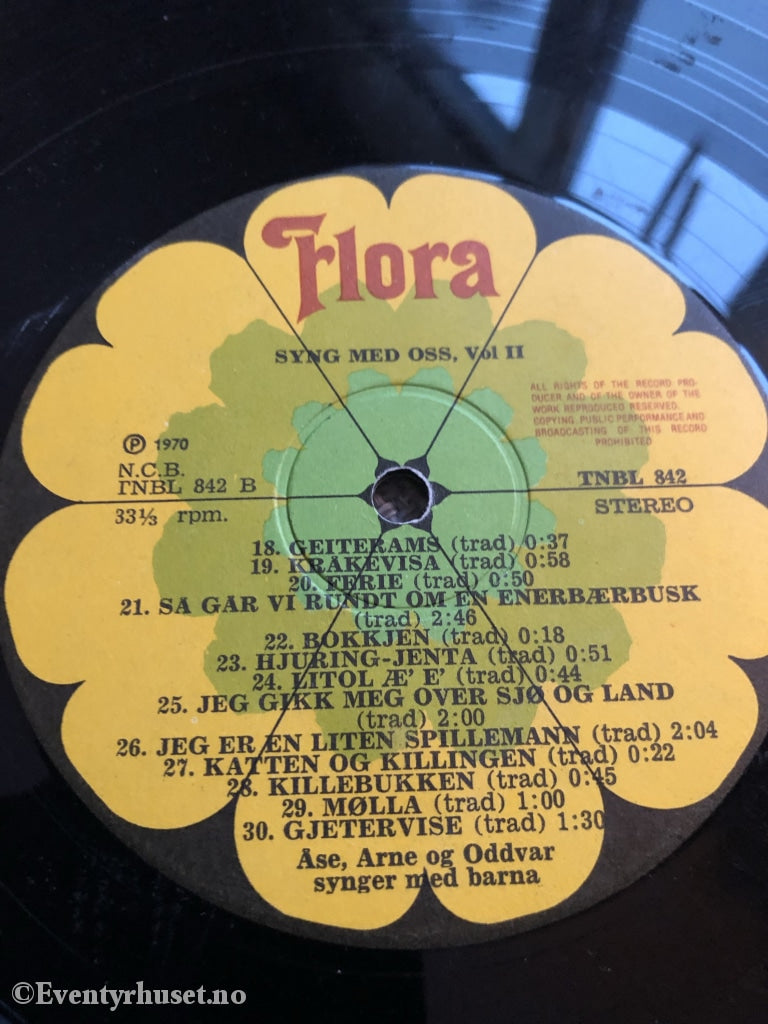 Flora
SYNG MED OSS, Vol II
ALL RIGHTS OF THE RECORD PRO-
DUCER AND OF THE OWNER OF THE
WORK REPRODUCED RESERVED.
COPYING, PUBLIC PERFORMANCE AND
BROADCASTING OF THIS RECORD
PROHIBITED
Ⓟ 1970
N.C.B.
TNBL 842 B
33⅓ rpm.
TNBL 842
STEREO
18. GEITERAMS (trad) 0:37
19. KRÅKEVISA (trad) 0:58
20. FERIE (trad) 0:50
21. SÅ GÅR VI RUNDT OM EN ENERBÆRBUSK
(trad) 2:46
22. BOKKJEN (trad) 0:18
23. HJURING-JENTA (trad) 0:51
24. LITOL Æ' E' (trad) 0:44
25. JEG GIKK MEG OVER SJØ OG LAND
(trad) 2:00
26. JEG ER EN LITEN SPILLEMANN (trad) 2:04
27. KATTEN OG KILLINGEN (trad) 0:22
28. KILLEBUKKEN (trad) 0:45
29. MØLLA (trad) 1:00
30. GJETERVISE (trad) 1:30
Åse, Arne og Oddvar
synger med barna
©Eventyrhuset.no